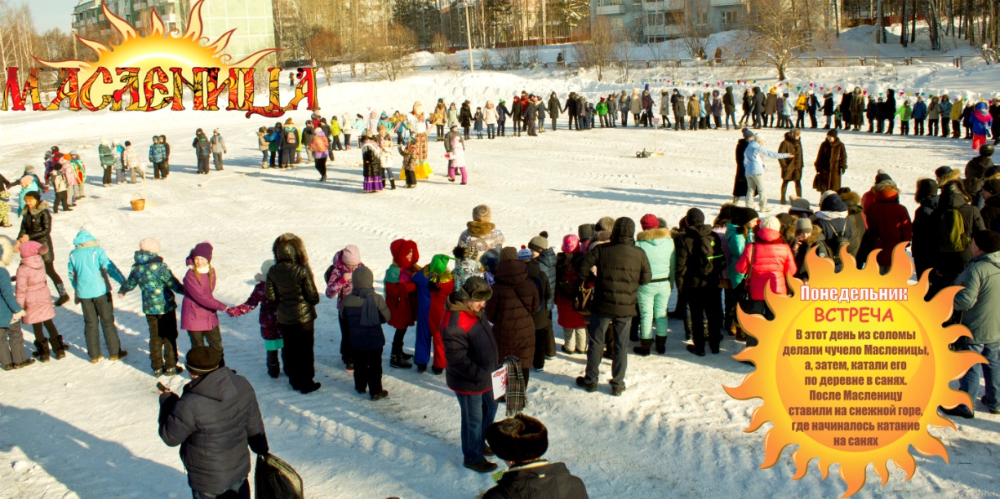 Масленица
Понедельник
ВСТРЕЧА
В этот день из соломы
делали чучело Масленицы,
а, затем, катали его
по деревне в санях.
После Масленицу
ставили на снежной горе,
где начиналось катание
на санях